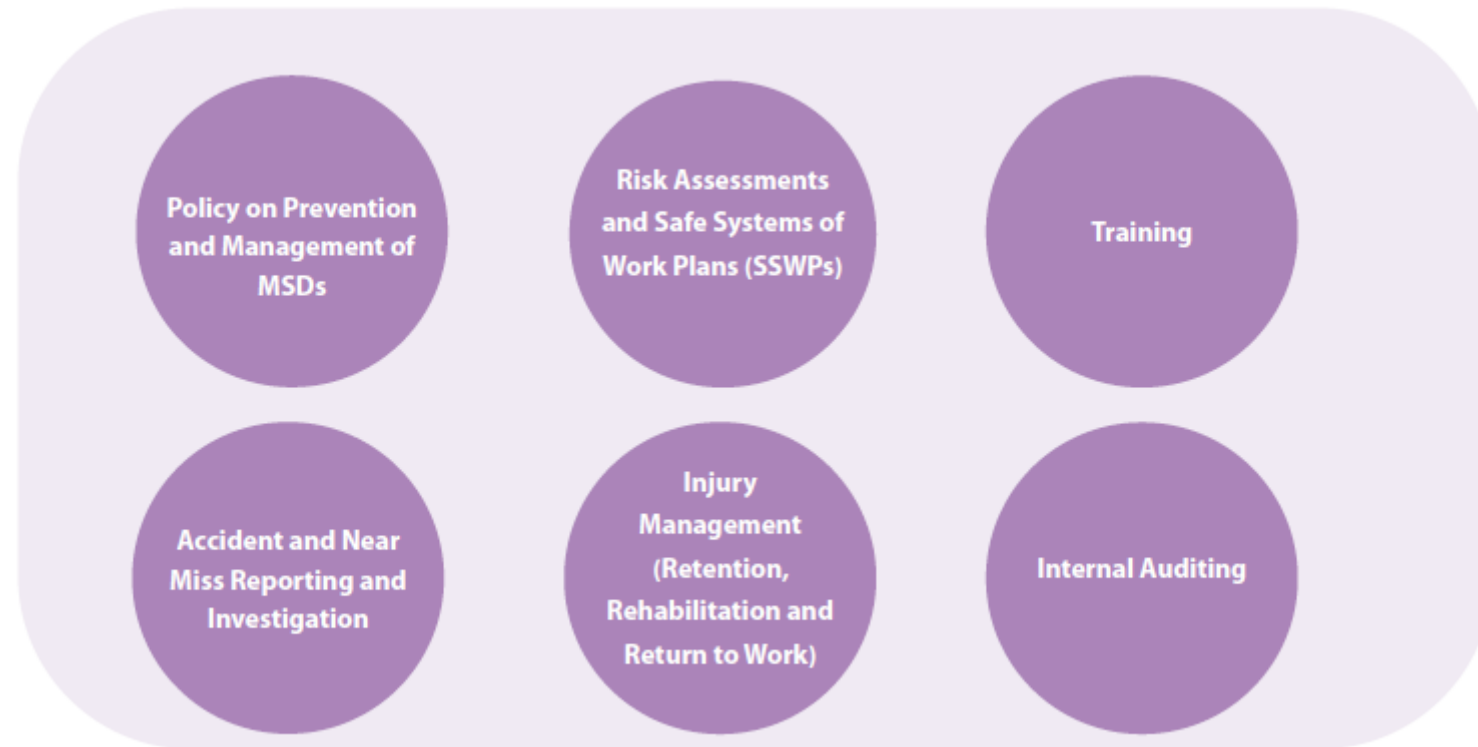 Policy on Prevention
and Management of
MSDs
Risk Assessments
and Safe Systems of
Work Plans (SSWPs)
Training
Accident and Near
Miss Reporting and
Investigation
Injury
Management
(Retention,
Rehabilitation and
Return to Work)
Internal Auditing